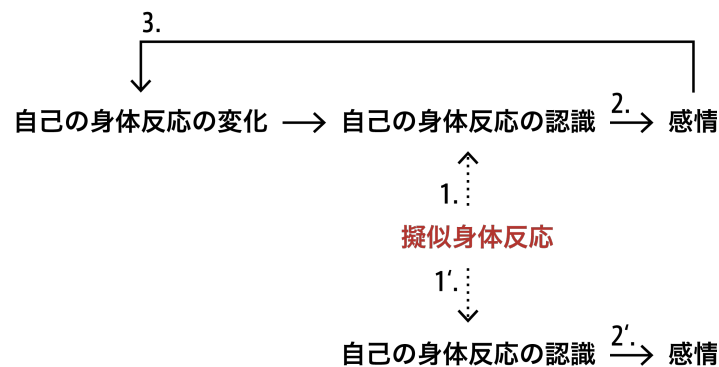 3.
自己の身体反応の変化 自己の身体反応の認識 2. 感情
1.
擬似身体反応
1′.
自己の身体反応の認識 2′. 感情